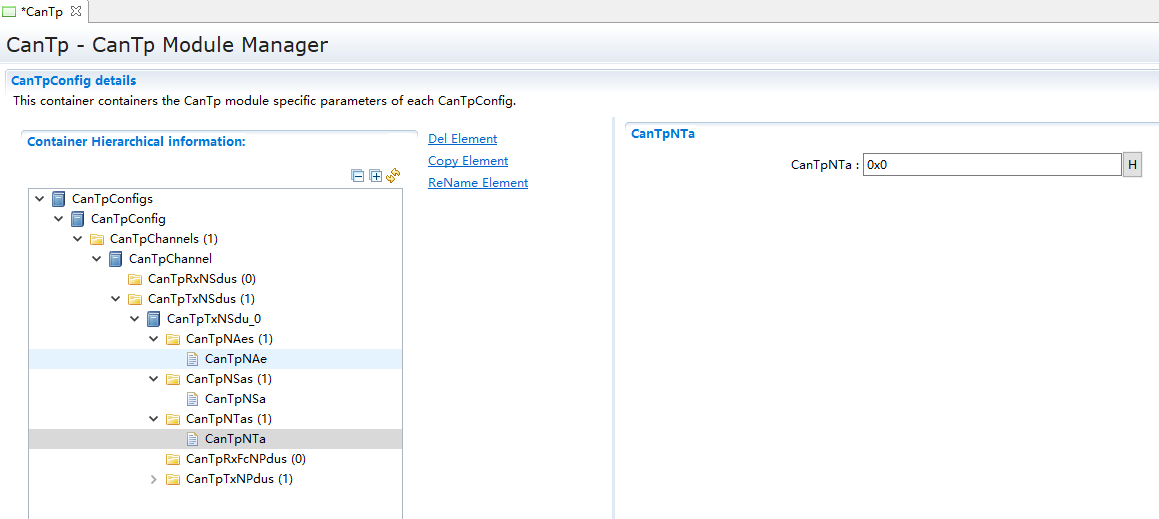 *CanTp
CanTp - CanTp Module Manager
CanTpConfig details
This container containers the CanTp module specific parameters of each CanTpConfig.
Container Hierarchical information:
Del Element
Copy Element
ReName Element
CanTpConfigs
CanTpConfig
CanTpChannels (1)
CanTpChannel
CanTpRxNSdus (0)
CanTpTxNSdus (1)
CanTpTxNSdu_0
CanTpNAes (1)
CanTpNAe
CanTpNSas (1)
CanTpNSa
CanTpNTas (1)
CanTpNTa
CanTpRxFcNPdus (0)
CanTpTxNPdus (1)
CanTpNTa
CanTpNTa : 0x0 H